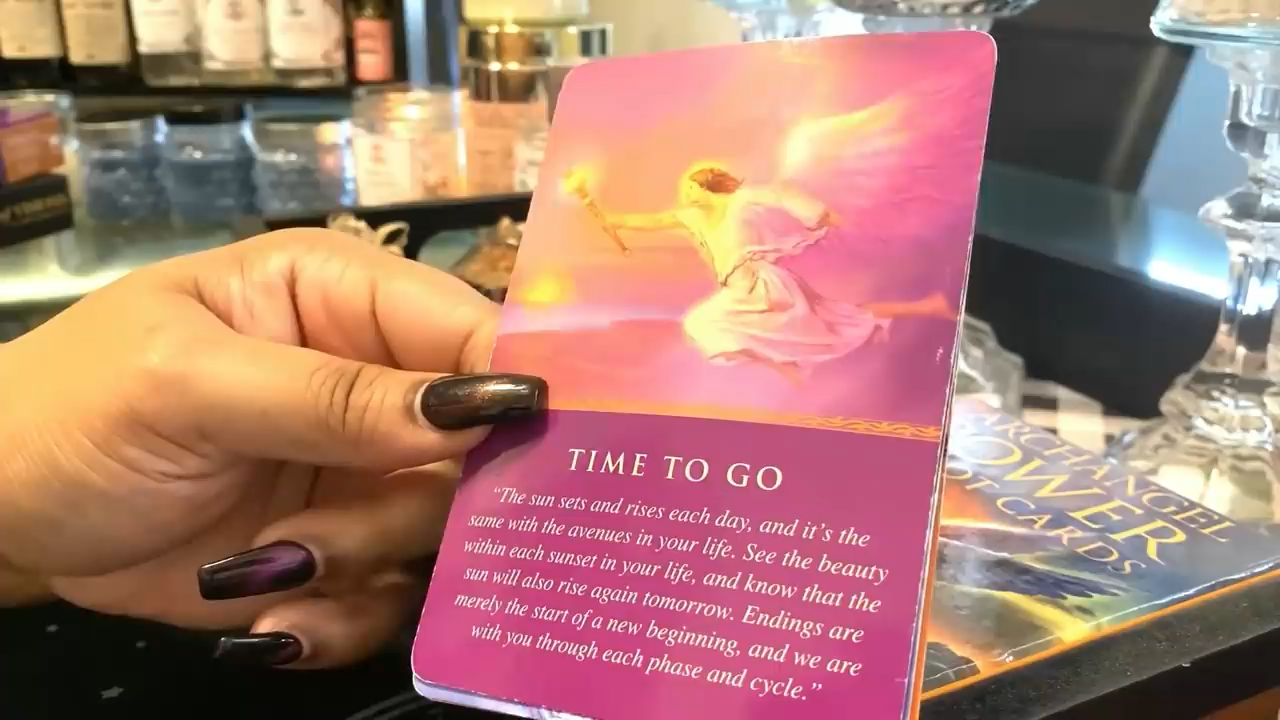 TIME TO GO
“The sun sets and rises each day, and it’s the
same with the avenues in your life. See the beauty
within each sunset in your life, and know that the
sun will also rise again tomorrow. Endings are
merely the start of a new beginning, and we are
with you through each phase and cycle.”
ARCHANGEL
POWER
CARDS